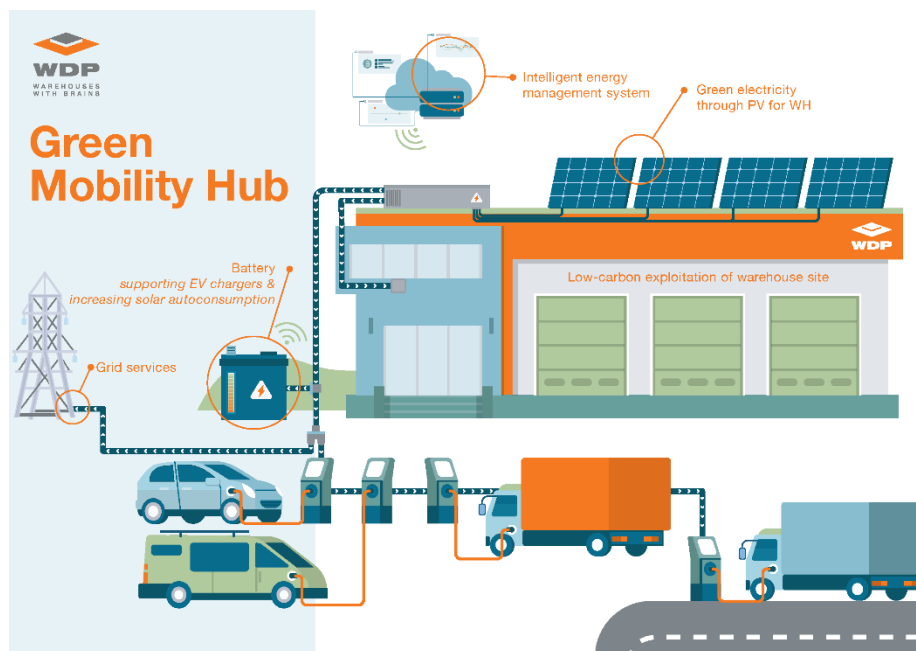 WDP
WAREHOUSES
WITH BRAINS
Green
Mobility Hub
Intelligent energy
management system
Green electricity
through PV for WH
WDP
Battery
supporting EV chargers &
increasing solar autoconsumption
Low-carbon exploitation of warehouse site
Grid services